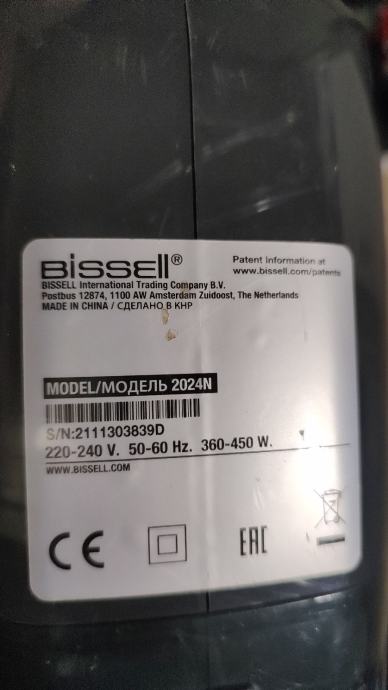 BISSELL®
BISSELL International Trading Company B.V.
Postbus 12874, 1100 AW Amsterdam Zuidoost, The Netherlands
MADE IN CHINA / СДЕЛАНО В КНР
Patent Information at
www.bissell.com/patents
MODEL/МОДЕЛЬ 2024N
S/N:2111303839D
220-240 V. 50-60 Hz. 360-450 W.
WWW.BISSELL.COM
CE
EAC